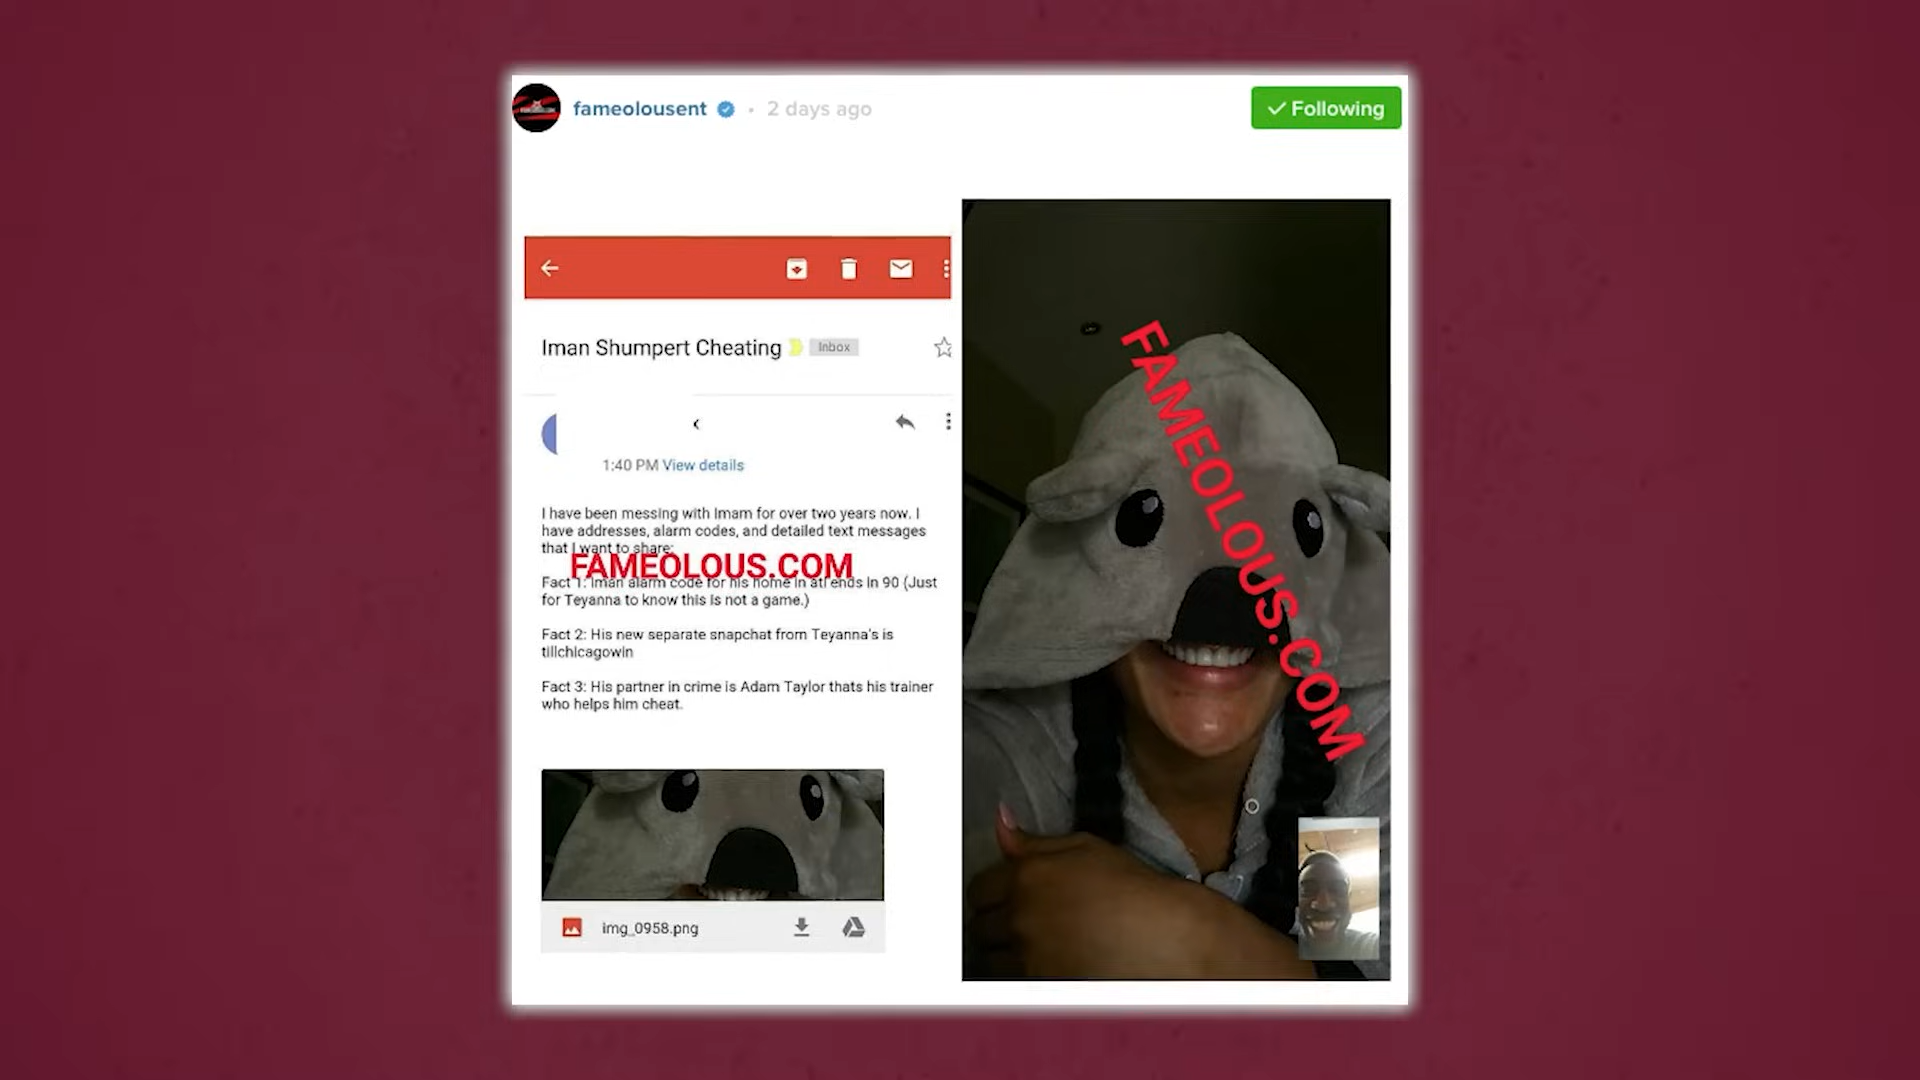 fameolousent • 2 days ago
Following
Iman Shumpert Cheating Inbox
1:40 PM View details
I have been messing with Imam for over two years now. I
have addresses, alarm codes, and detailed text messages
that I want to share:
FAMEOLOUS.COM
Fact 1: Iman alarm code for his home in atl ends in 90 (Just
for Teyanna to know this is not a game.)
Fact 2: His new separate snapchat from Teyanna's is
tillchicagowin
Fact 3: His partner in crime is Adam Taylor thats his trainer
who helps him cheat.
img_0958.png
FAMEOLOUS.COM